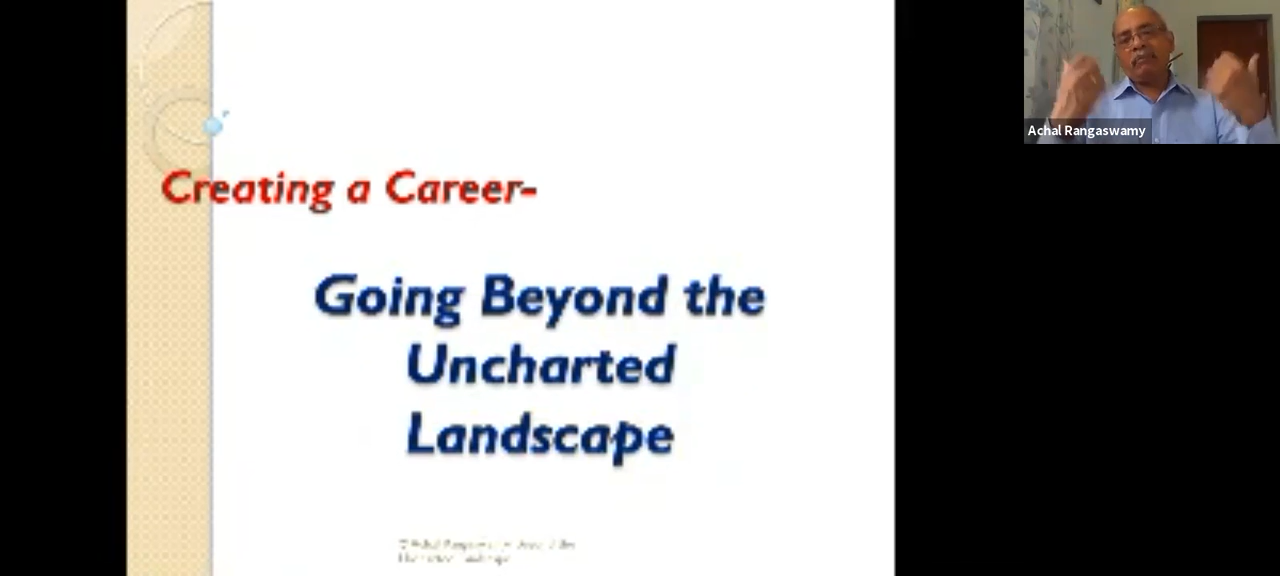 Creating a Career-
Going Beyond the
Uncharted
Landscape
Achal Rangaswamy